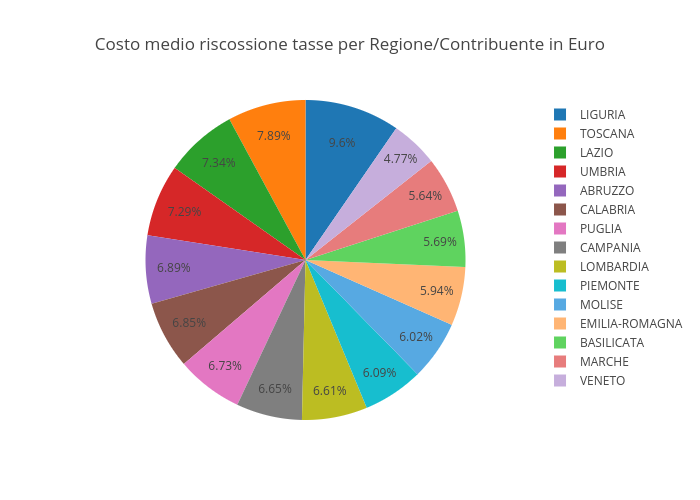 Costo medio riscossione tasse per Regione/Contribuente in Euro
9.6%
7.89%
7.34%
7.29%
6.89%
6.85%
6.73%
6.65%
6.61%
6.09%
6.02%
5.94%
5.69%
5.64%
4.77%
LIGURIA
TOSCANA
LAZIO
UMBRIA
ABRUZZO
CALABRIA
PUGLIA
CAMPANIA
LOMBARDIA
PIEMONTE
MOLISE
EMILIA-ROMAGNA
BASILICATA
MARCHE
VENETO